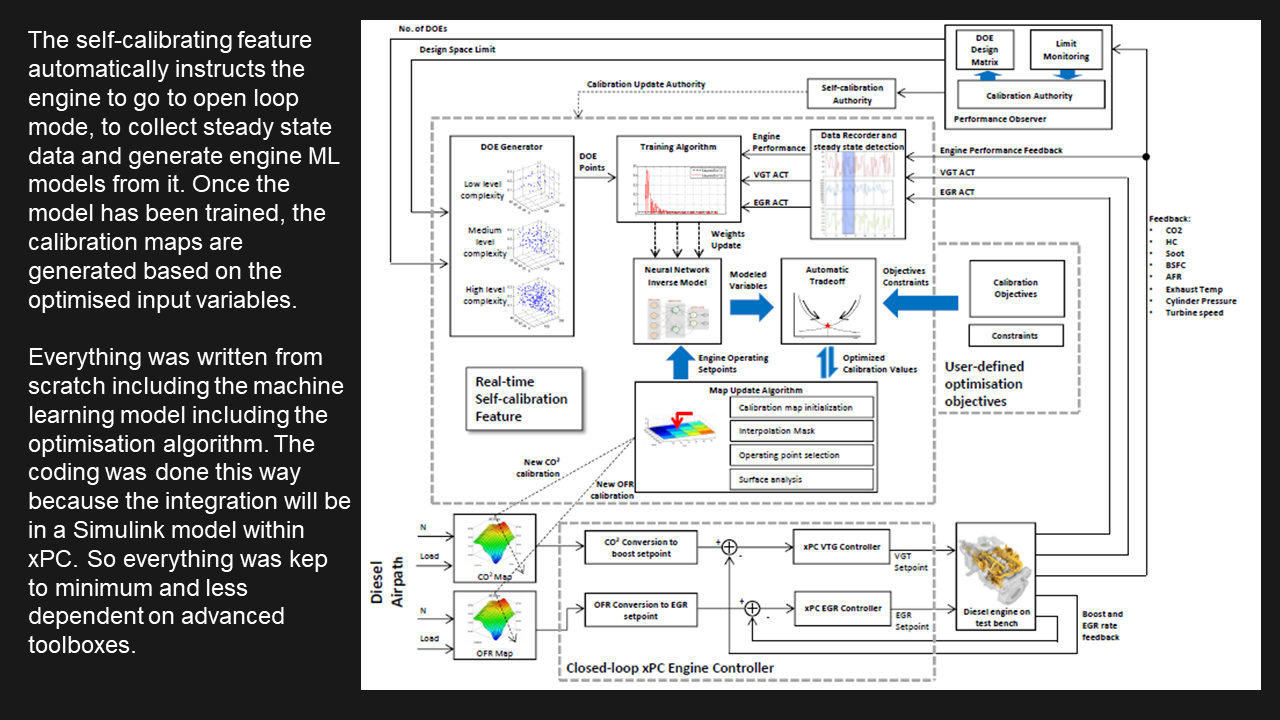 The self-calibrating feature
automatically instructs the
engine to go to open loop
mode, to collect steady state
data and generate engine ML
models from it. Once the
model has been trained, the
calibration maps are
generated based on the
optimised input variables.
Everything was written from
scratch including the machine
learning model including the
optimisation algorithm. The
coding was done this way
because the integration will be
in a Simulink model within
xPC. So everything was kep
to minimum and less
dependent on advanced
toolboxes.
No. of DOEs
Design Space Limit
Calibration Update Authority
Self-calibration
Authority
DOE
Design
Matrix
Limit
Monitoring
Calibration Authority
Performance Observer
DOE Generator
Low level
complexity
Medium
level
complexity
High level
complexity
DOE
Points
Training Algorithm
Engine
Performance
VGT ACT
EGR ACT
Data Recorder and
steady state detection
Engine Performance Feedback
VGT ACT
EGR ACT
Weights
Update
Neural Network
Inverse Model
Modeled
Variables
Automatic
Tradeoff
Objectives
Constraints
Calibration
Objectives
Constraints
User-defined
optimisation
objectives
Feedback:
• CO2
• HC
• Soot
• BSFC
• AFR
• Exhaust Temp
• Cylinder Pressure
• Turbine speed
Engine Operating
Setpoints
Optimized
Calibration Values
Real-time
Self-calibration
Feature
Map Update Algorithm
Calibration map initialization
Interpolation Mask
Operating point selection
Surface analysis
New CO²
calibration
New OFR
calibration
Diesel
Airpath
N
Load
CO² Map
N
Load
OFR Map
CO² Conversion to
boost setpoint
+
-
xPC VTG Controller
VGT
Setpoint
OFR Conversion to EGR
setpoint
+
-
xPC EGR Controller
EGR
Setpoint
Diesel engine on
test bench
Boost and
EGR rate
feedback
Closed-loop xPC Engine Controller